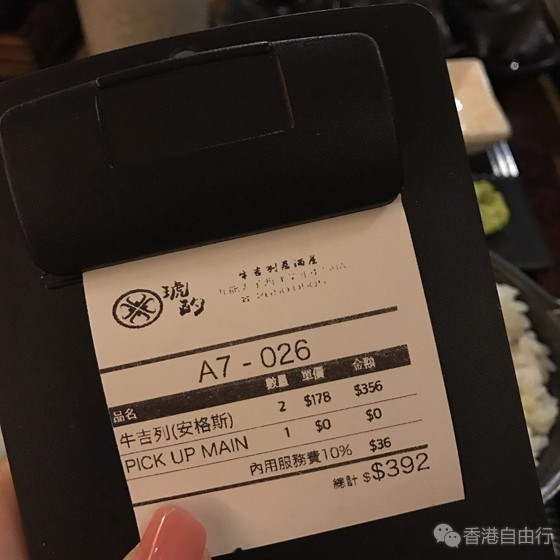 琥珀
牛吉列居酒屋
A7 - 026
品名 數量 單價 金額
牛吉列(安格斯) 2 $178 $356
PICK UP MAIN 1 $0 $0
內用服務費10% $36
總計 $ $392
香港自由行